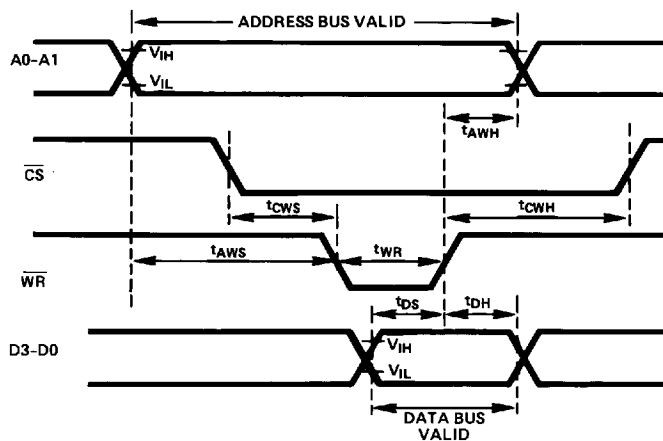 ADDRESS BUS VALID
A0–A1
VIH
VIL
tAWH
CS
tCWS
tCWH
tAWS
tWR
WR
tDS
tDH
D3-D0
VIH
VIL
DATA BUS
VALID